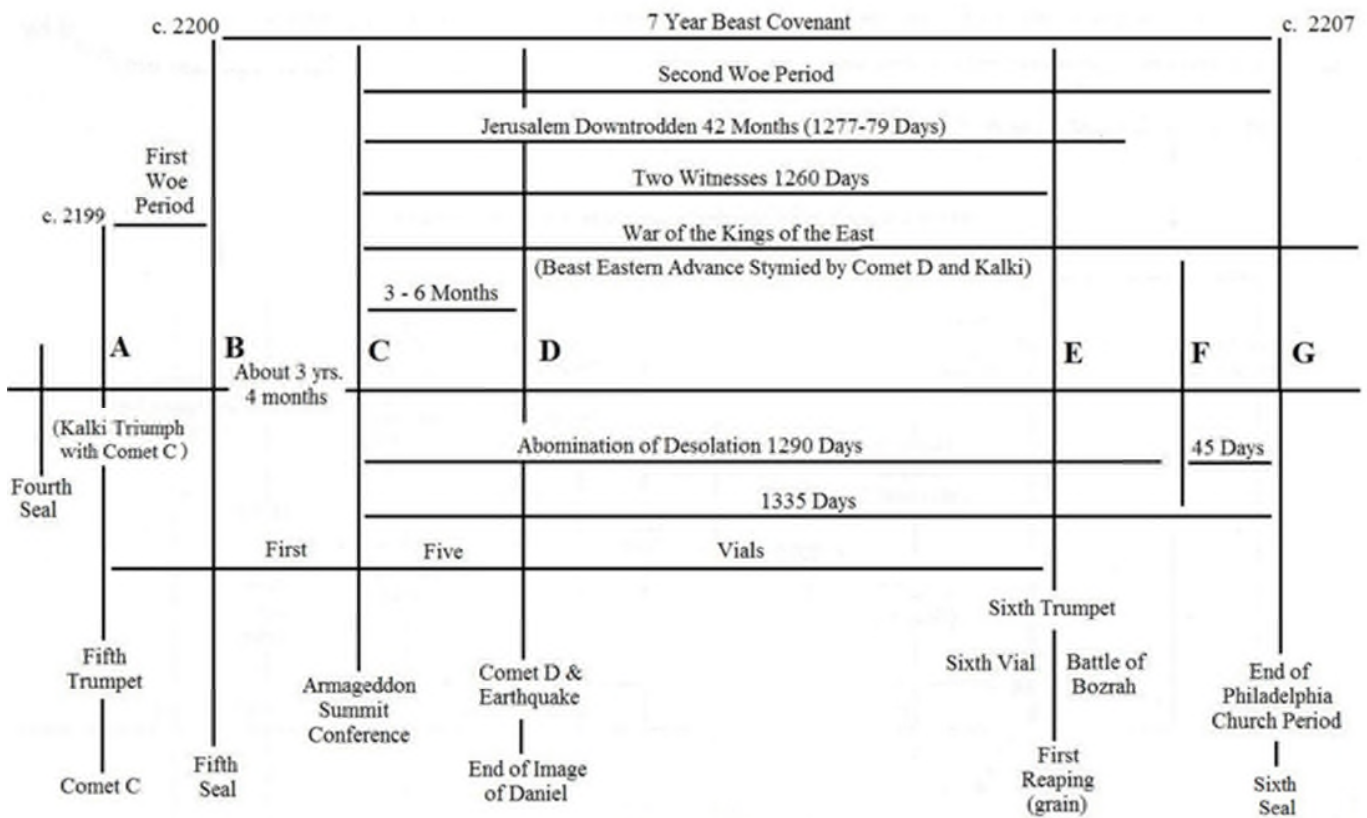 c. 2200
7 Year Beast Covenant
c. 2207
Second Woe Period
Jerusalem Downtrodden 42 Months (1277-79 Days)
First
Woe
Period
Two Witnesses 1260 Days
c. 2199
War of the Kings of the East
(Beast Eastern Advance Stymied by Comet D and Kalki)
3 - 6 Months
A
B
C
D
E
F
G
About 3 yrs.
4 months
(Kalki Triumph
with Comet C )
Abomination of Desolation 1290 Days
45 Days
Fourth
Seal
1335 Days
First
Five
Vials
Sixth Trumpet
Fifth
Trumpet
Armageddon
Summit
Conference
Comet D &
Earthquake
Sixth Vial
Battle of
Bozrah
End of
Philadelphia
Church Period
Comet C
Fifth
Seal
End of Image
of Daniel
First
Reaping
(grain)
Sixth
Seal